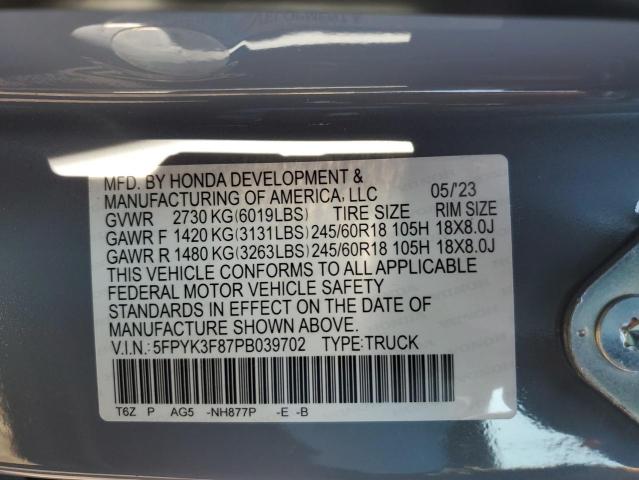 MFD. BY HONDA DEVELOPMENT &
MANUFACTURING OF AMERICA, LLC 05/'23
GVWR 2730 KG(6019LBS) TIRE SIZE RIM SIZE
GAWR F 1420 KG(3131LBS) 245/60R18 105H 18X8.0J
GAWR R 1480 KG(3263LBS) 245/60R18 105H 18X8.0J
THIS VEHICLE CONFORMS TO ALL APPLICABLE
FEDERAL MOTOR VEHICLE SAFETY
STANDARDS IN EFFECT ON THE DATE OF
MANUFACTURE SHOWN ABOVE.
V.I.N.: 5FPYK3F87PB039702 TYPE:TRUCK
T6Z P AG5 -NH877P -E -B